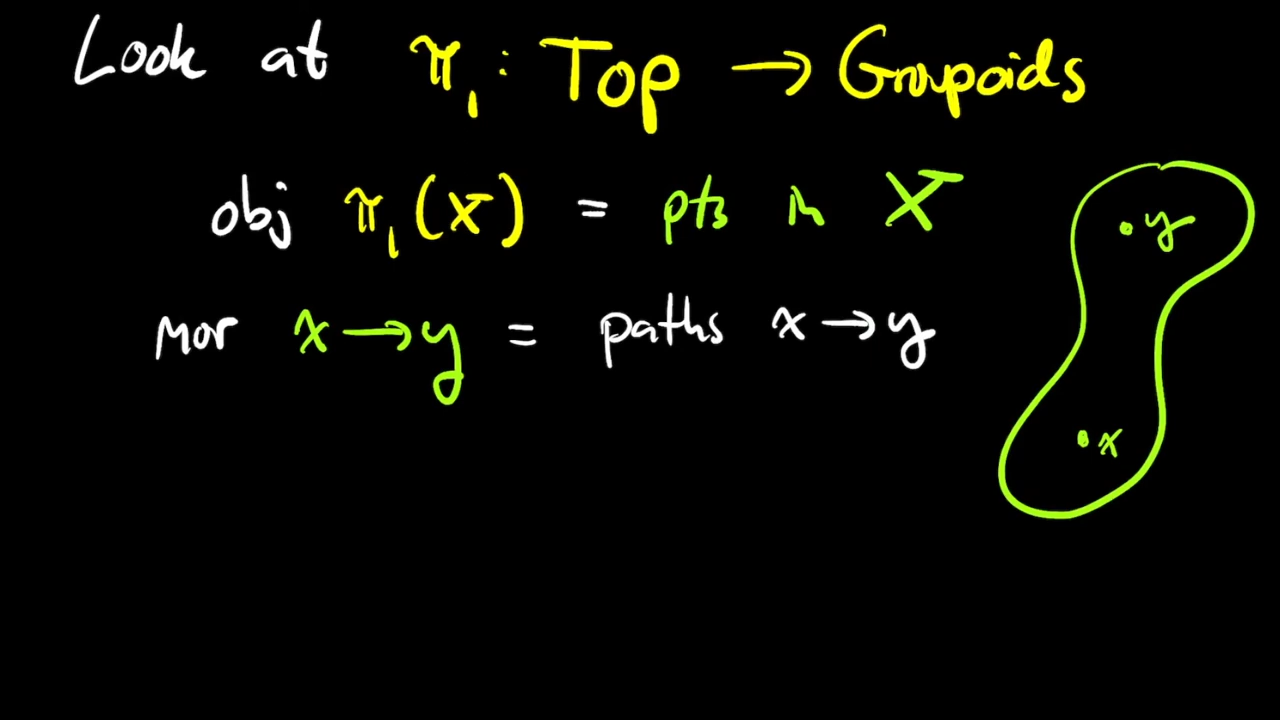 Look at π₁ : Top → Groupoids
obj π₁(X) = pts in X
mor x → y = paths x → y
y
x